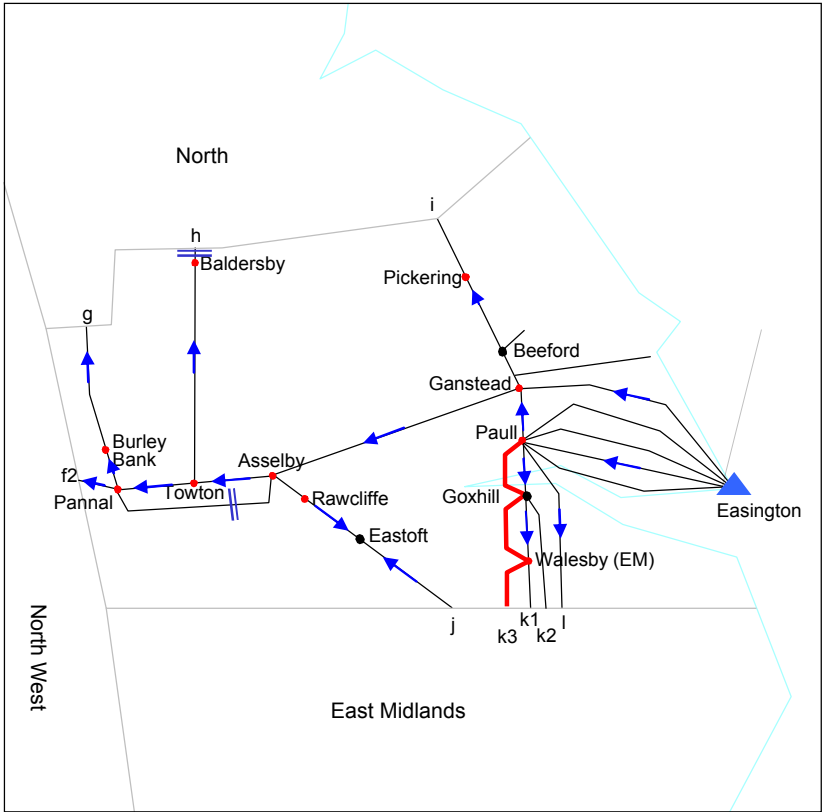 North
i
h
Baldersby
Pickering
g
Beeford
Ganstead
Burley
Bank
Paull
Asselby
f2
Pannal
Towton
Rawcliffe
Goxhill
Easington
Eastoft
Walesby (EM)
North West
j
k3
k1
k2
l
East Midlands